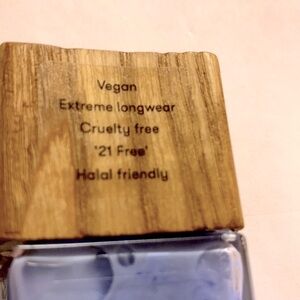 Vegan
Extreme longwear
Cruelty free
'21 Free'
Halal friendly